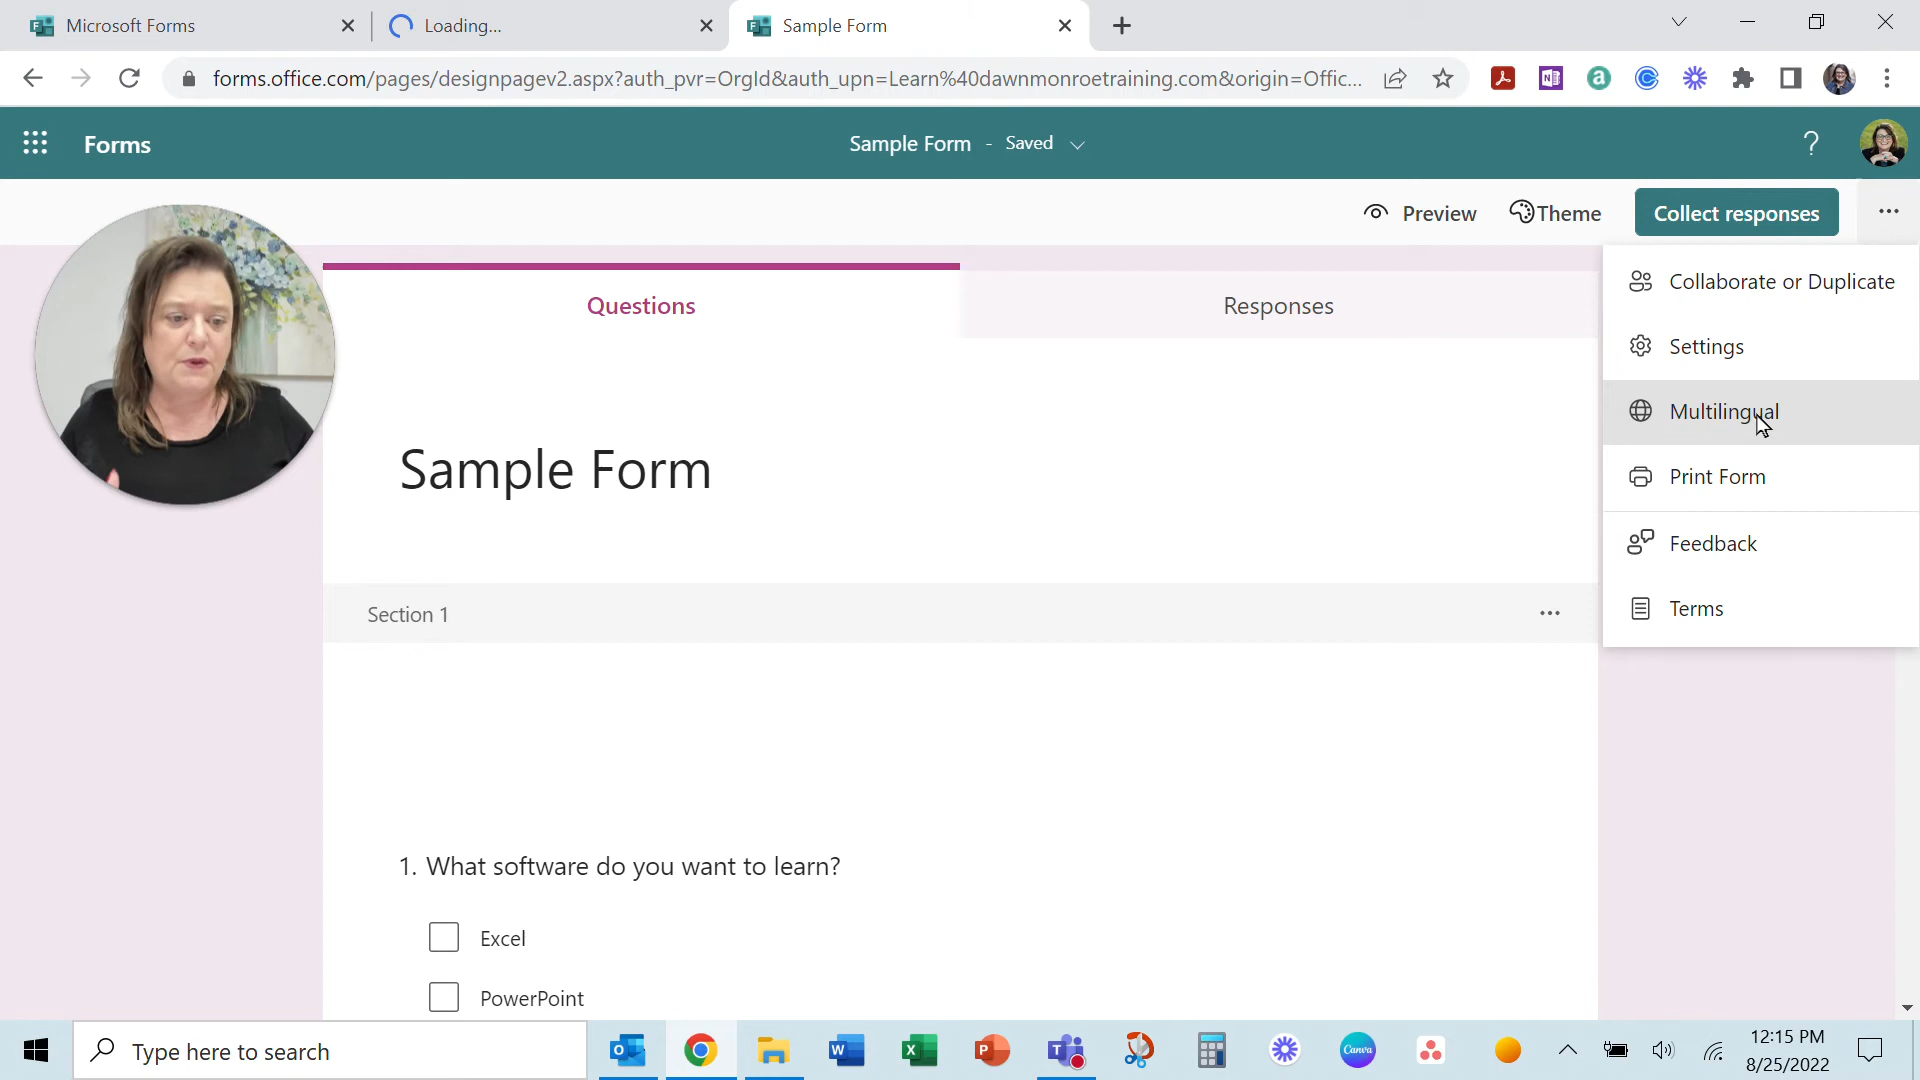 Microsoft Forms
Loading...
Sample Form
forms.office.com/pages/designpagev2.aspx?auth_pvr=OrgId&auth_upn=Learn%40dawnmonroetraining.com&origin=Offic...
Forms
Sample Form - Saved
?
Preview
Theme
Collect responses
Collaborate or Duplicate
Settings
Multilingual
Print Form
Feedback
Terms
Questions
Responses
Sample Form
Section 1
1. What software do you want to learn?
Excel
PowerPoint
Type here to search
Canva
12:15 PM
8/25/2022